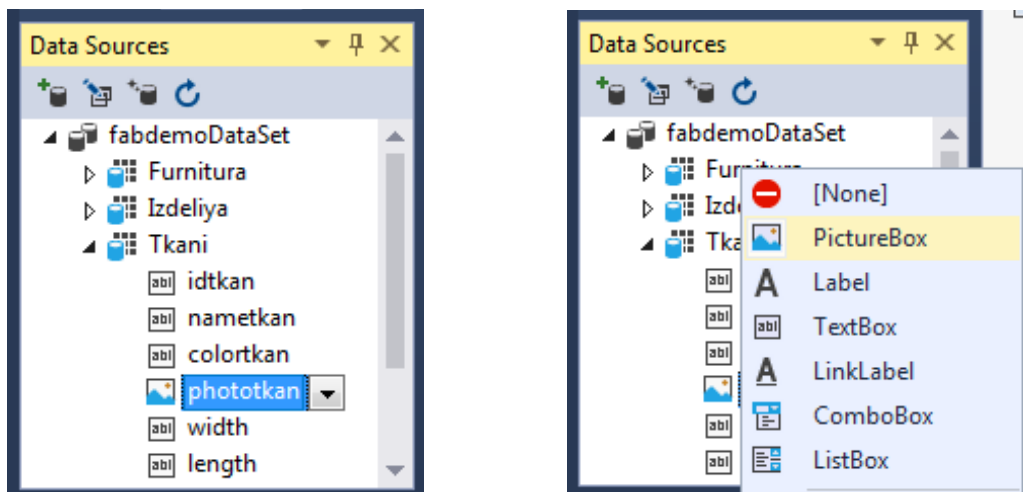 Data Sources
fabdemoDataSet
Furnitura
Izdeliya
Tkani
idtkan
nametkan
colortkan
phototkan
width
length
Data Sources
fabdemoDataSet
[None]
PictureBox
Label
TextBox
LinkLabel
ComboBox
ListBox